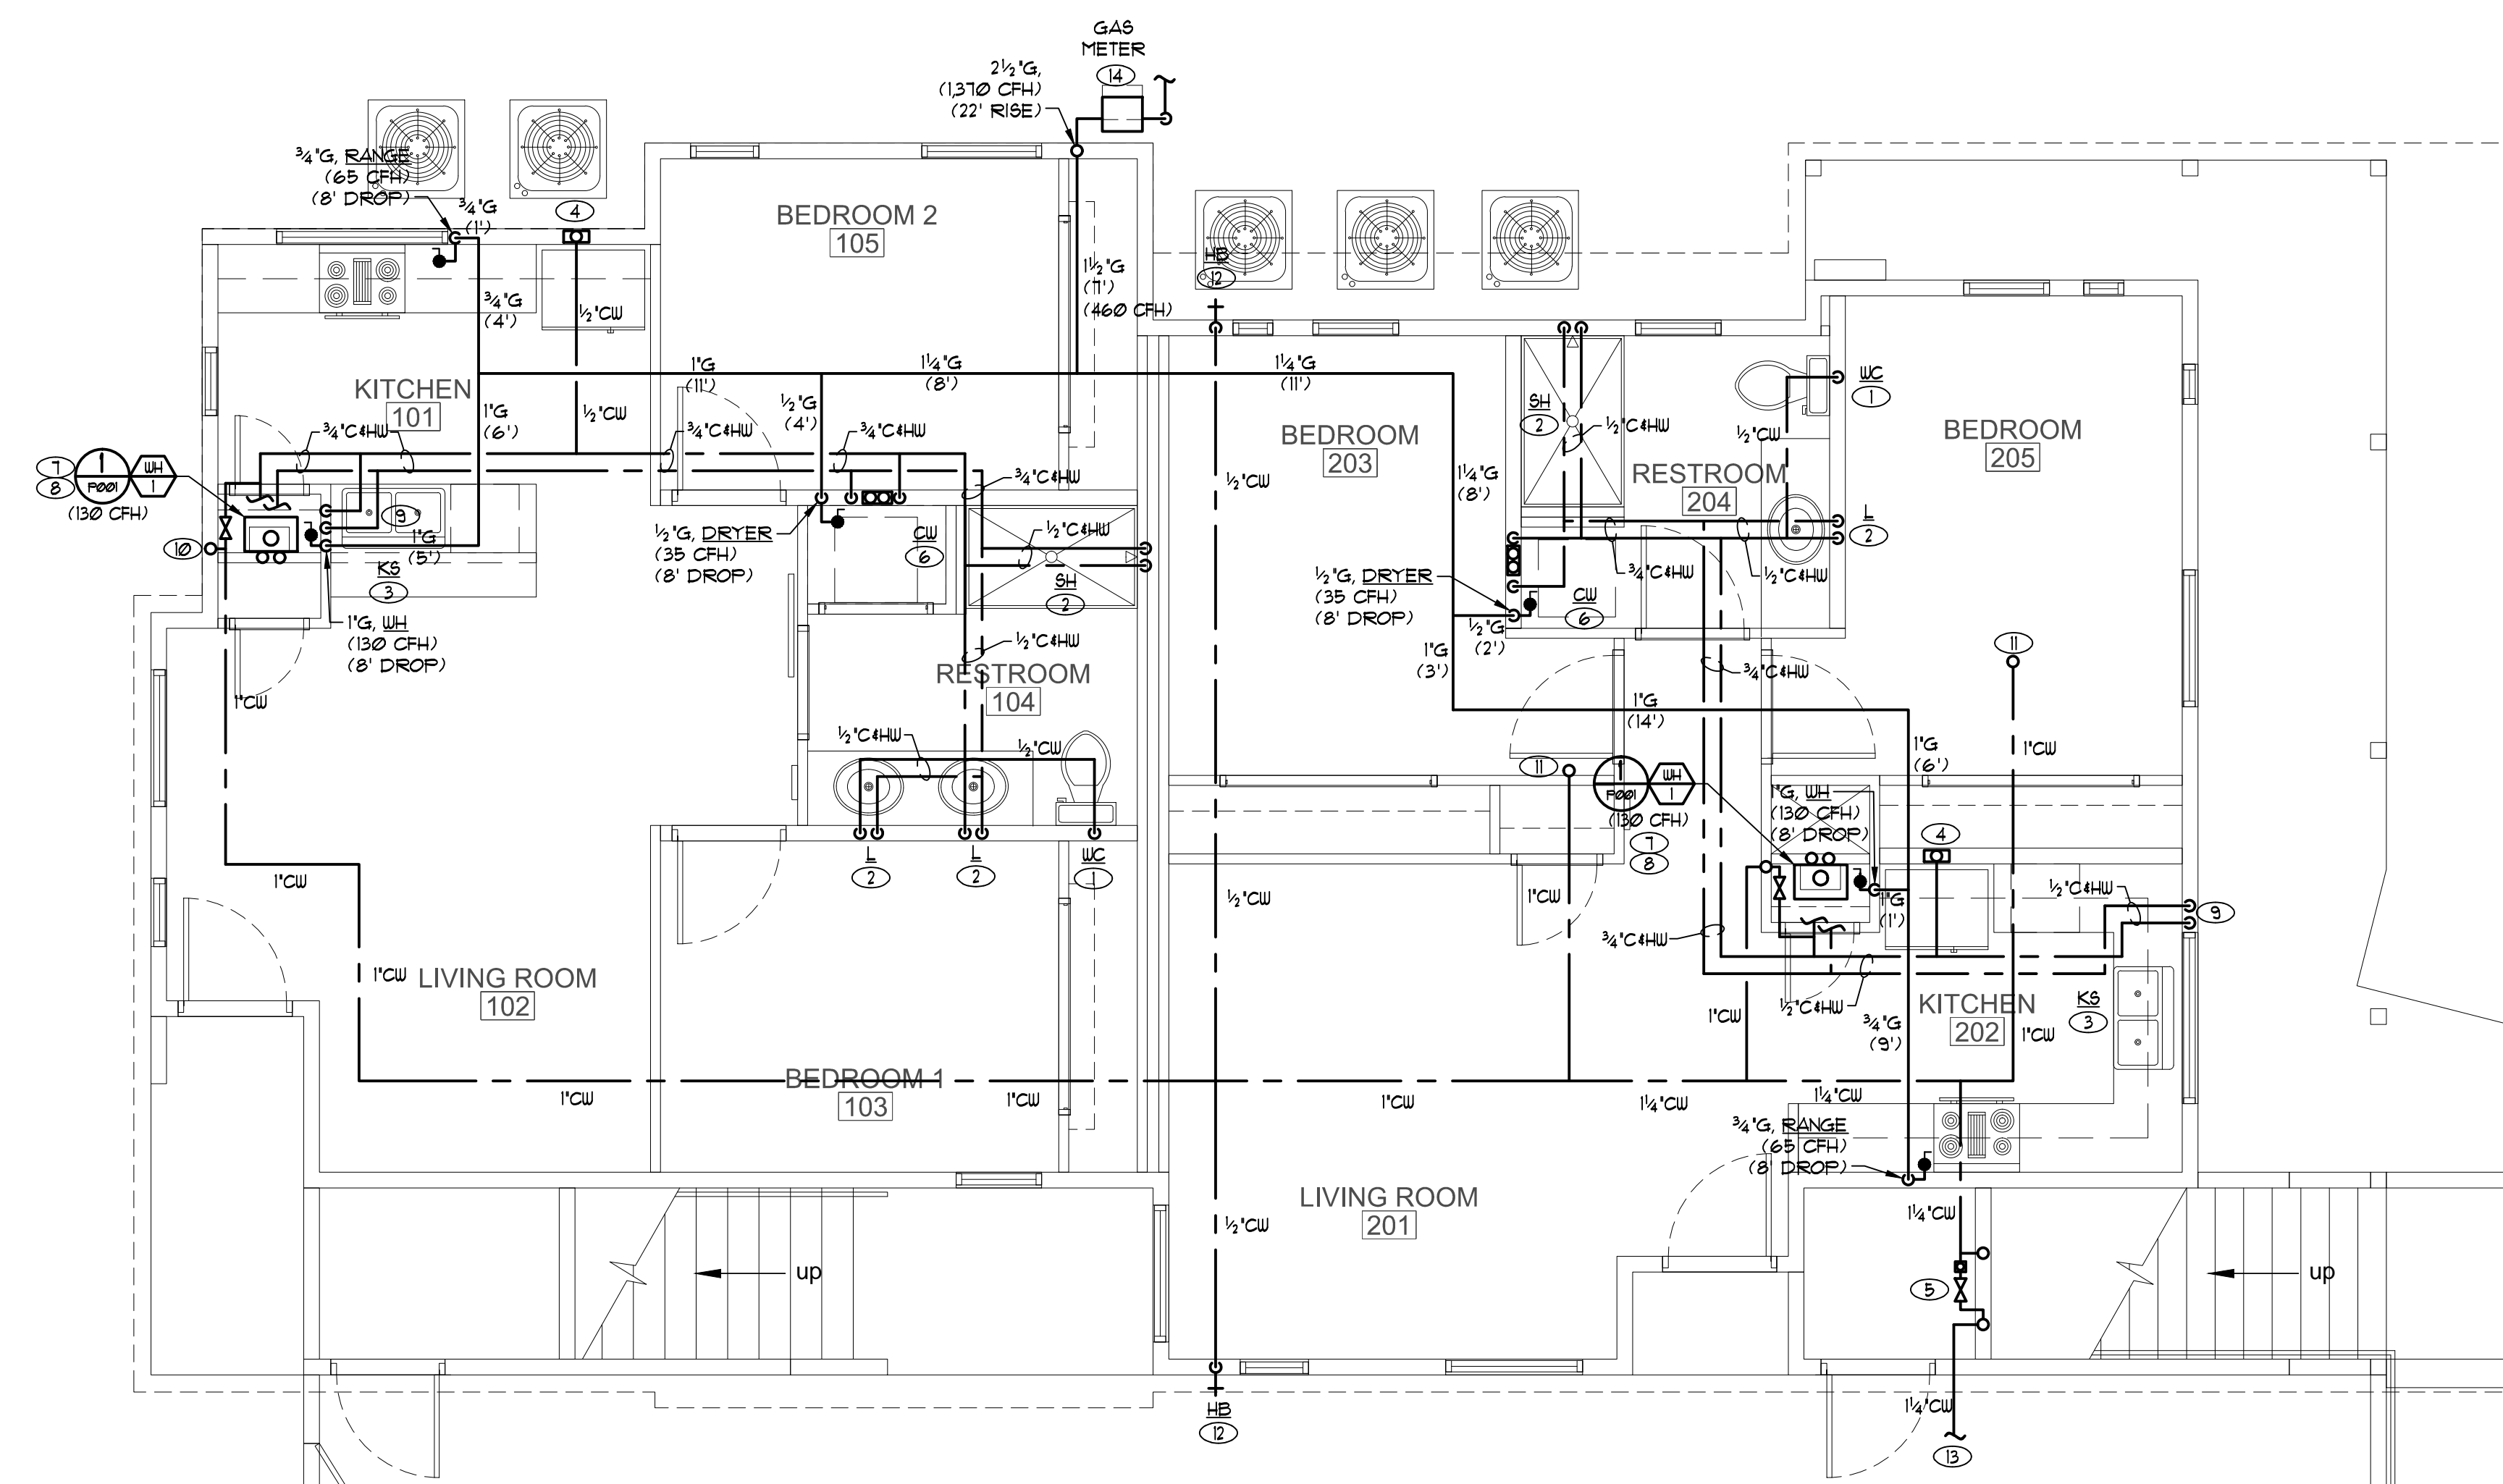 GAS
METER
14
2½"G,
(1,370 CFH)
(22' RISE)
¾"G, RANGE
(65 CFH)
(8' DROP)
¾"G
(1')
4
BEDROOM 2
105
HB
12
1½"G
(7')
(460 CFH)
¾"G
(4')
½"CW
KITCHEN
101
1"G
(11')
1¼"G
(8')
1¼"G
(11')
½"G
(4')
1"G
(6')
½"CW
¾"C&HW
¾"C&HW
¾"C&HW
¾"C&HW
SH
2
½"C&HW
WC
1
½"CW
BEDROOM
203
BEDROOM
205
RESTROOM
204
7
8
1
P001
WH
1
(130 CFH)
9
10
1"G
(5')
KS
3
1"G, WH
(130 CFH)
(8' DROP)
½"G, DRYER
(35 CFH)
(8' DROP)
CW
6
½"C&HW
SH
2
½"CW
1¼"G
(8')
L
2
½"G, DRYER
(35 CFH)
(8' DROP)
¾"C&HW
½"C&HW
CW
6
½"G
(2')
1"G
(3')
11
1"CW
½"C&HW
RESTROOM
104
¾"C&HW
1"G
(14')
½"C&HW
½"CW
1"G
(6')
1"CW
11
1
P001
WH
1
(130 CFH)
7
8
1"G, WH
(130 CFH)
(8' DROP)
4
L
2
L
2
WC
1
1"CW
½"CW
1"CW
1"G
(1')
½"C&HW
9
¾"C&HW
1"CW
LIVING ROOM
102
½"C&HW
KITCHEN
202
KS
3
1"CW
¾"G
(9')
1"CW
BEDROOM 1
103
1"CW
1"CW
1"CW
1¼"CW
1¼"CW
¾"G, RANGE
(65 CFH)
(8' DROP)
LIVING ROOM
201
½"CW
1¼"CW
up
5
up
HB
12
1¼"CW
13